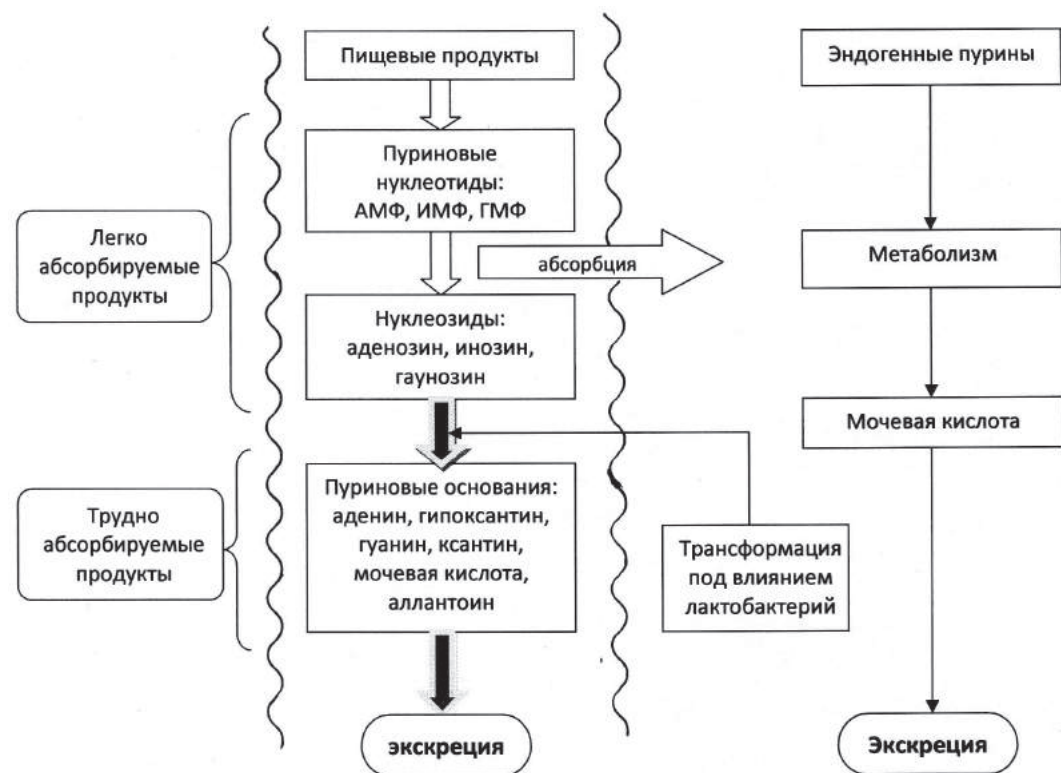 Пищевые продукты
Пуриновые
нуклеотиды:
АМФ, ИМФ, ГМФ
Легко
абсорбируемые
продукты
абсорбция
Нуклеозиды:
аденозин, инозин,
гаунозин
Трудно
абсорбируемые
продукты
Пуриновые основания:
аденин, гипоксантин,
гуанин, ксантин,
мочевая кислота,
аллантоин
Трансформация
под влиянием
лактобактерий
экскреция
Эндогенные пурины
Метаболизм
Мочевая кислота
Экскреция